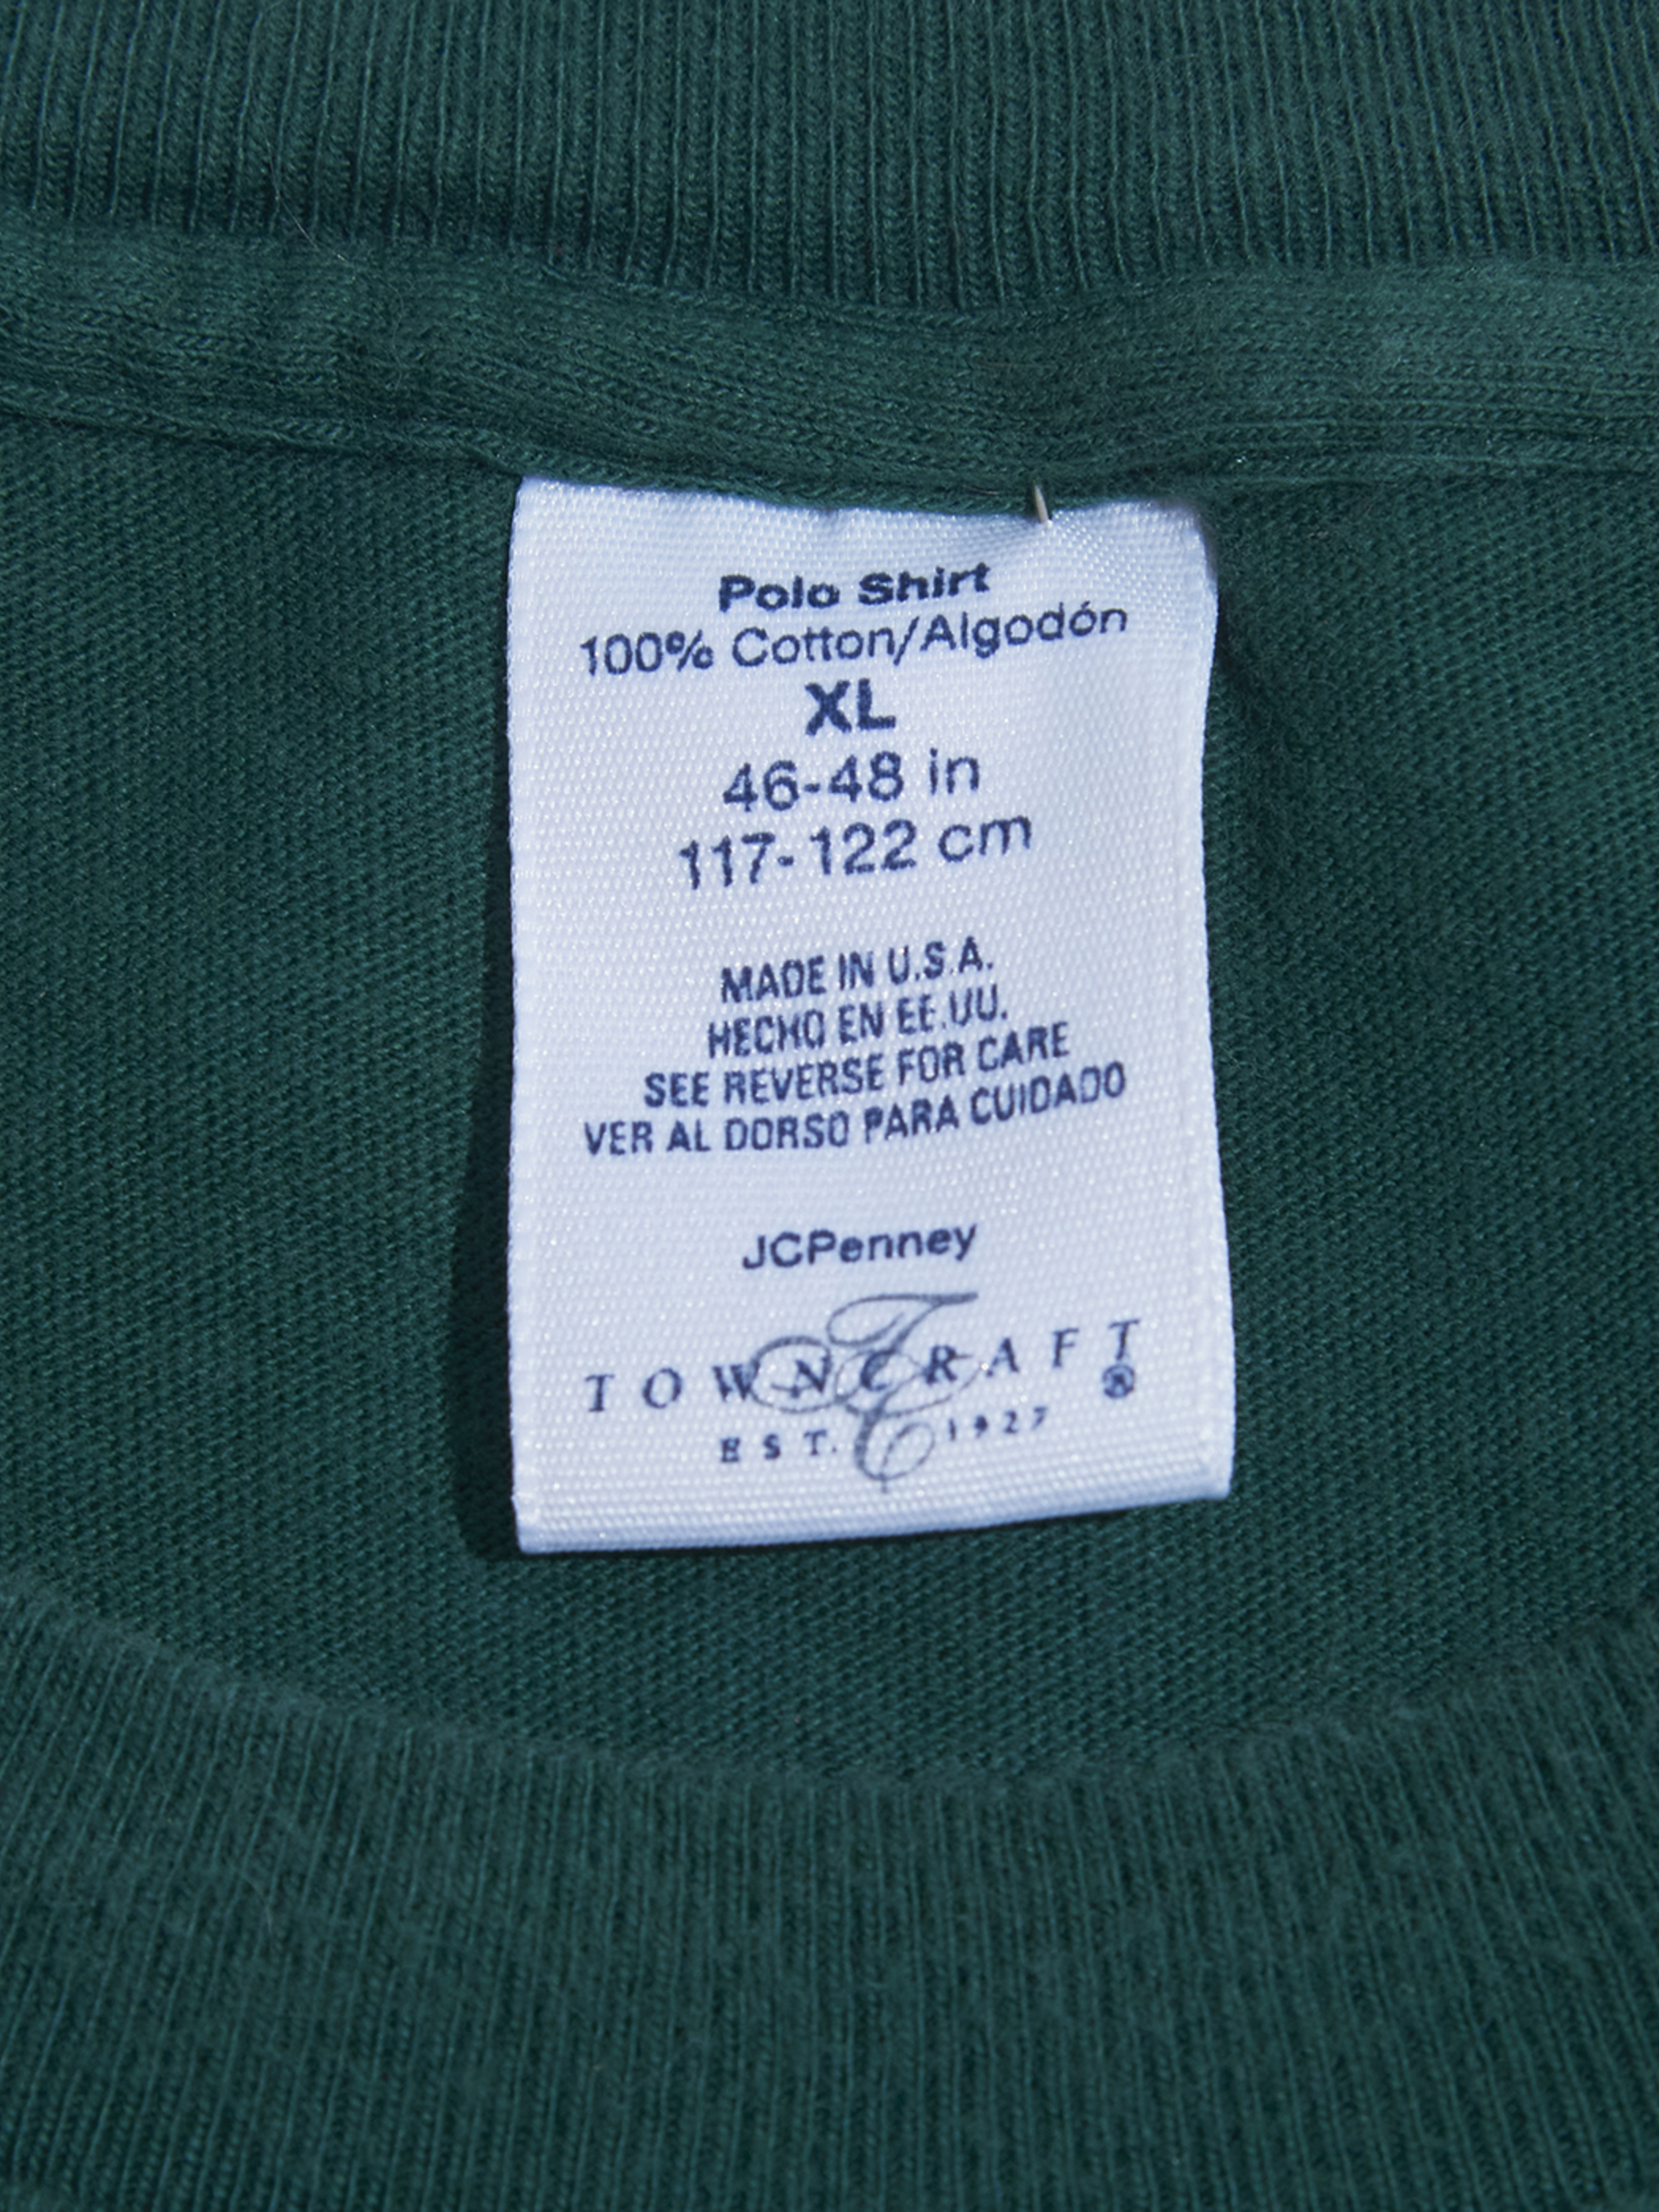 Polo Shirt
100% Cotton/Algodón
XL
46-48 in
117-122 cm
MADE IN U.S.A.
HECHO EN EE.UU.
SEE REVERSE FOR CARE
VER AL DORSO PARA CUIDADO
JCPenney
TOWNCRAFT®
EST. 1927